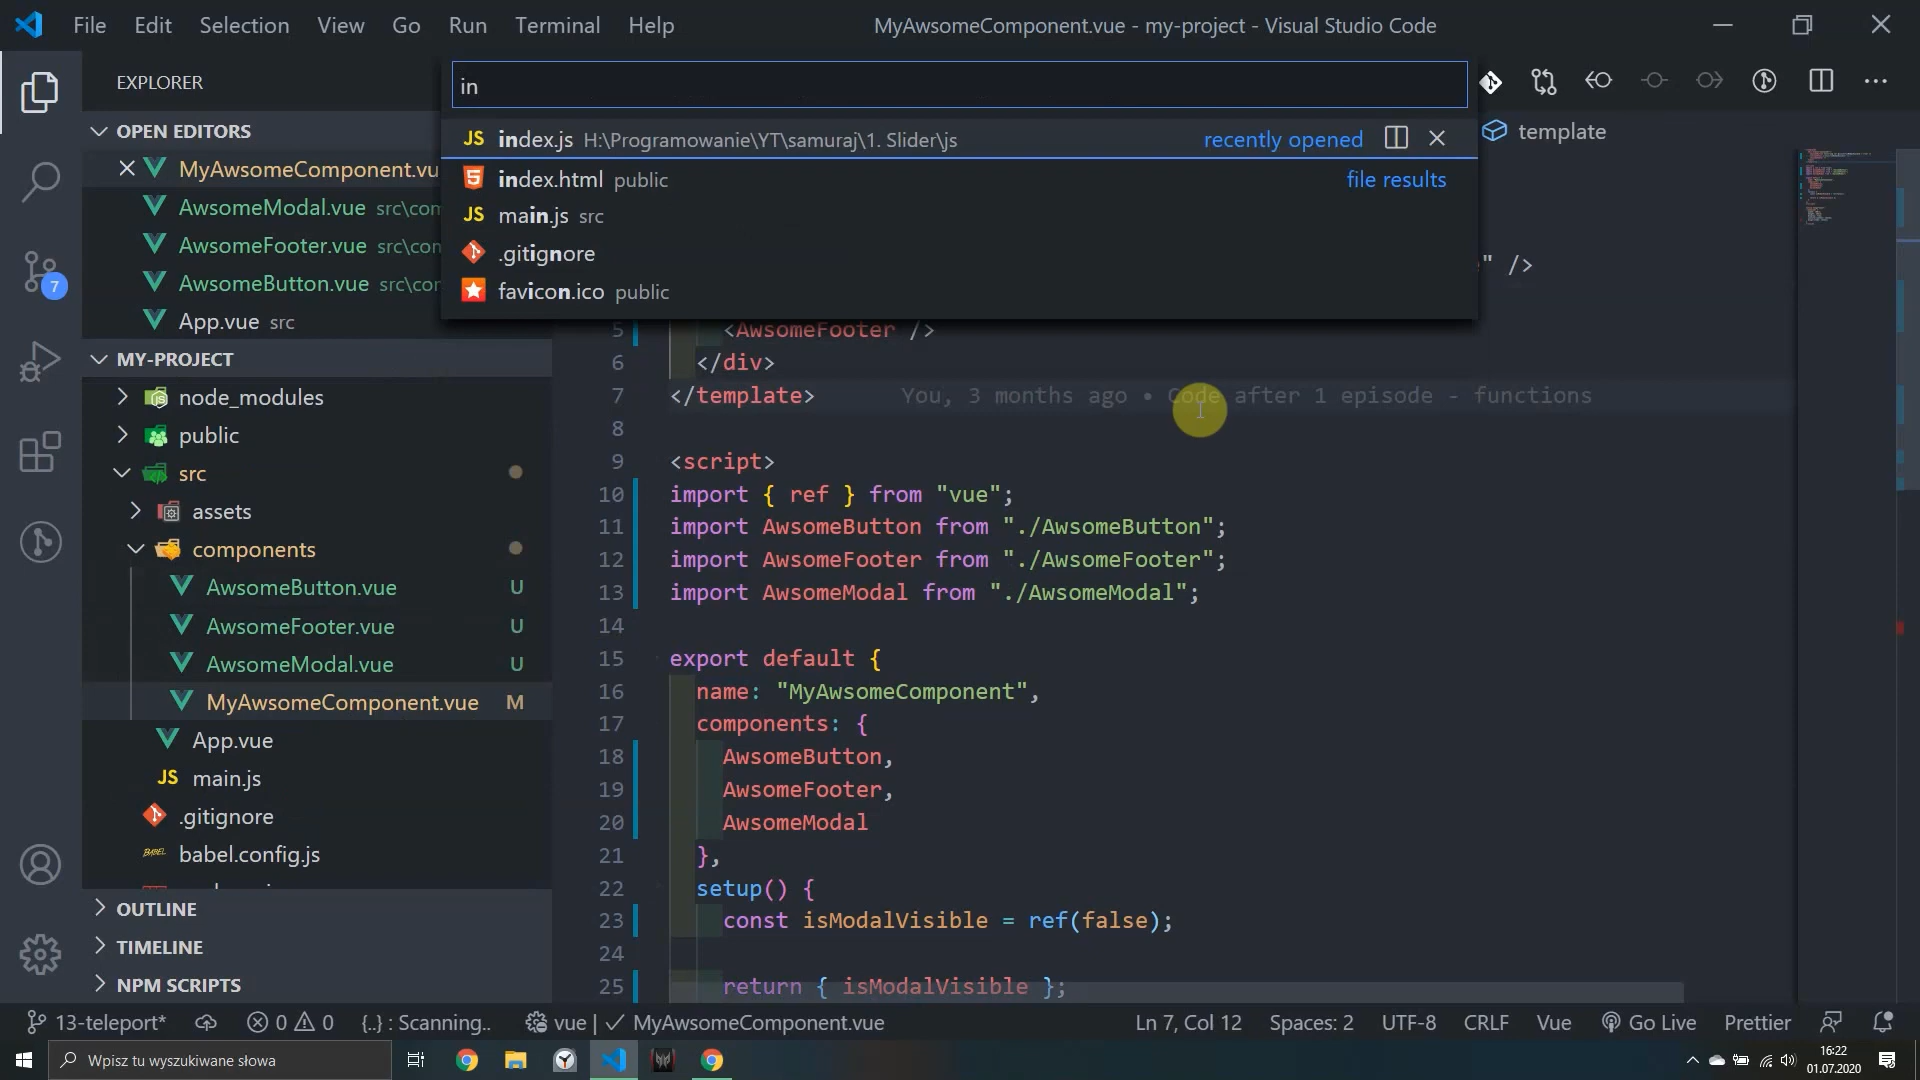 File Edit Selection View Go Run Terminal Help
MyAwsomeComponent.vue - my-project - Visual Studio Code
EXPLORER
OPEN EDITORS
MyAwsomeComponent.vu
AwsomeModal.vue src\com
AwsomeFooter.vue src\com
AwsomeButton.vue src\com
App.vue src
MY-PROJECT
node_modules
public
src
assets
components
AwsomeButton.vue U
AwsomeFooter.vue U
AwsomeModal.vue U
MyAwsomeComponent.vue M
App.vue
JS main.js
.gitignore
BABEL babel.config.js
OUTLINE
TIMELINE
NPM SCRIPTS
7
in
JS index.js H:\Programowanie\YT\samuraj\1. Slider\js recently opened
index.html public file results
JS main.js src
.gitignore
favicon.ico public
template
" />
5 <AwsomeFooter />
6 </div>
7 </template> You, 3 months ago • Code after 1 episode - functions
8
9 <script>
10 import { ref } from "vue";
11 import AwsomeButton from "./AwsomeButton";
12 import AwsomeFooter from "./AwsomeFooter";
13 import AwsomeModal from "./AwsomeModal";
14
15 export default {
16 name: "MyAwsomeComponent",
17 components: {
18 AwsomeButton,
19 AwsomeFooter,
20 AwsomeModal
21 },
22 setup() {
23 const isModalVisible = ref(false);
24
25 return { isModalVisible };
13-teleport* 0 0 {..} : Scanning.. vue | ✓ MyAwsomeComponent.vue Ln 7, Col 12 Spaces: 2 UTF-8 CRLF Vue Go Live Prettier
Wpisz tu wyszukiwane słowa
16:22
01.07.2020